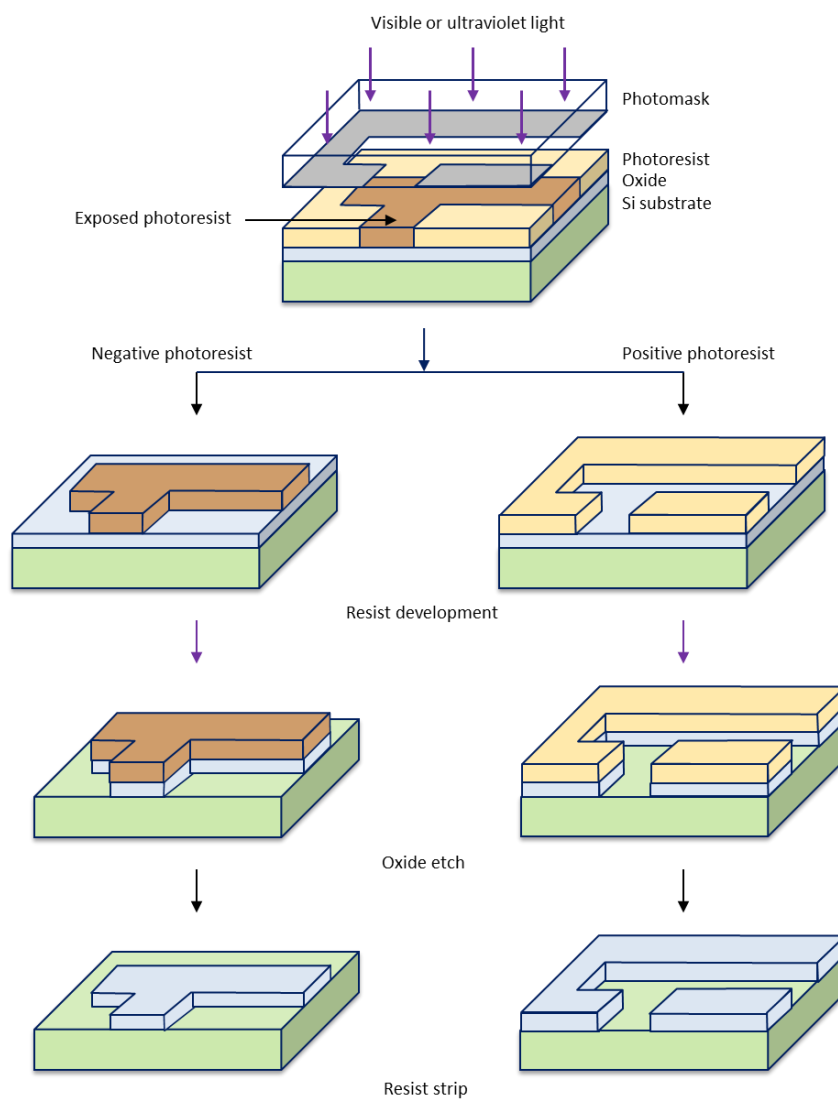 Visible or ultraviolet light
Photomask
Photoresist
Oxide
Si substrate
Exposed photoresist
Negative photoresist
Positive photoresist
Resist development
Oxide etch
Resist strip